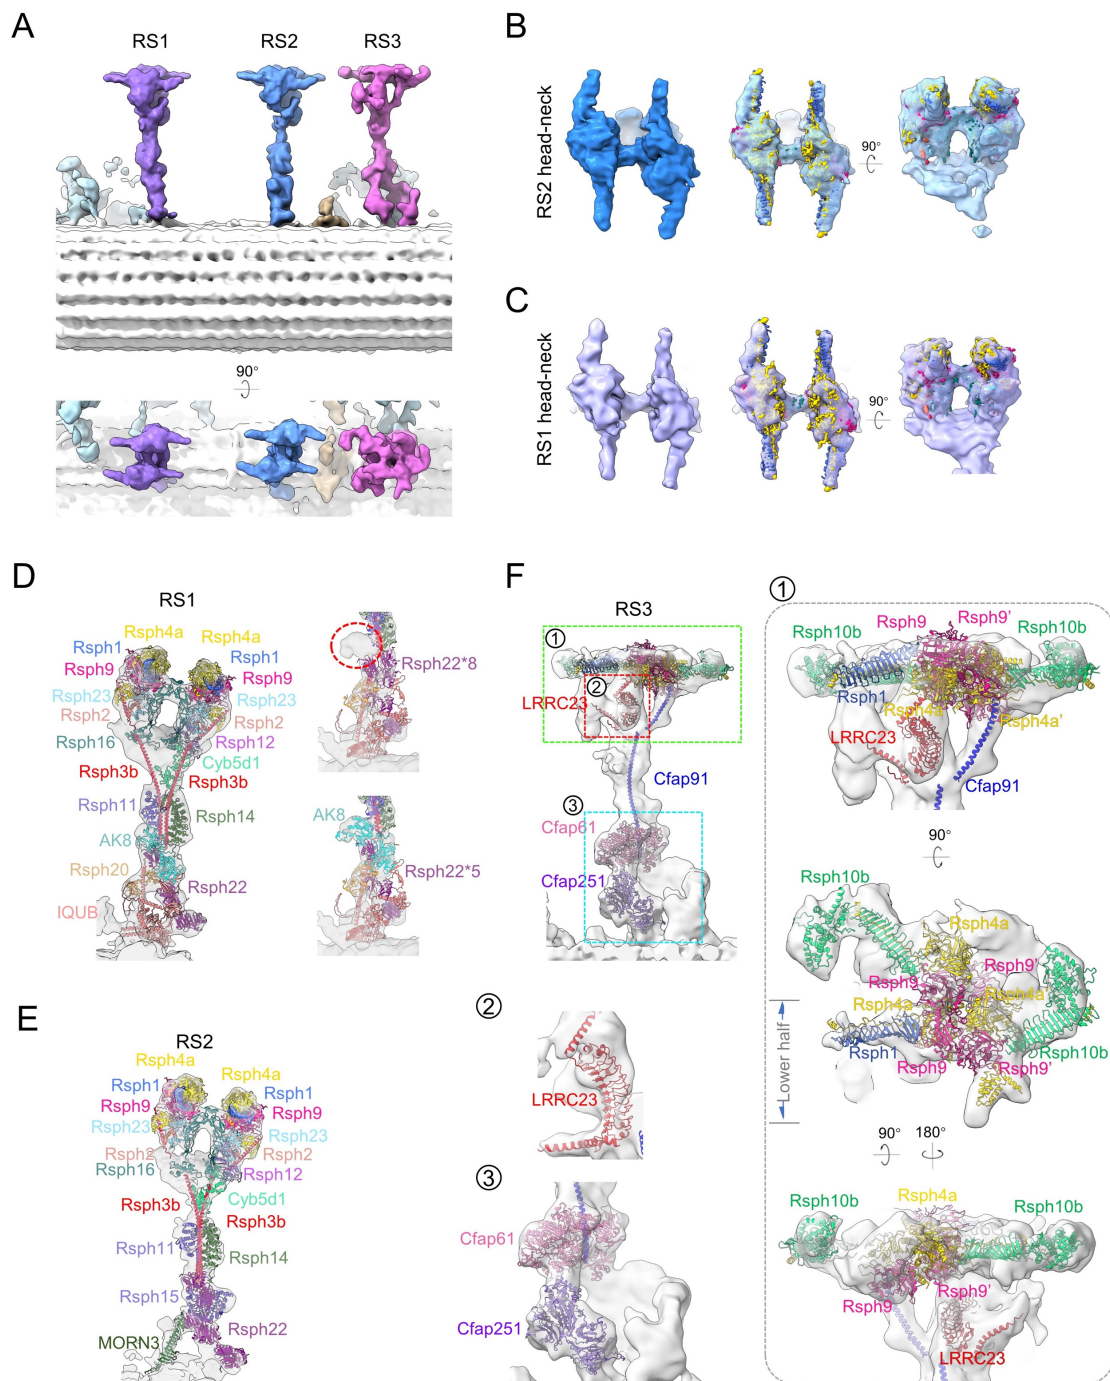 A
RS1
RS2
RS3
90°
B
RS2 head-neck
90°
C
RS1 head-neck
90°
D
RS1
Rsph4a
Rsph4a
Rsph1
Rsph1
Rsph9
Rsph9
Rsph23
Rsph23
Rsph2
Rsph2
Rsph16
Rsph12
Cyb5d1
Rsph3b
Rsph3b
Rsph11
Rsph14
AK8
Rsph20
Rsph22
IQUB
Rsph22*8
AK8
Rsph22*5
E
RS2
Rsph4a
Rsph4a
Rsph1
Rsph1
Rsph9
Rsph9
Rsph23
Rsph23
Rsph2
Rsph2
Rsph16
Rsph12
Cyb5d1
Rsph3b
Rsph3b
Rsph11
Rsph14
Rsph15
MORN3
Rsph22
F
RS3
①
②
LRRC23
Cfap91
③
Cfap61
Cfap251
②
LRRC23
③
Cfap61
Cfap251
①
Rsph9
Rsph9'
Rsph10b
Rsph10b
Rsph1
Rsph4a
Rsph4a'
LRRC23
Cfap91
90°
Rsph10b
Rsph4a
Rsph9'
Rsph9
Rsph4a
Rsph4a'
Lower half
Rsph1
Rsph9
Rsph9'
Rsph10b
90°
180°
Rsph10b
Rsph4a
Rsph10b
Rsph9
Rsph9'
LRRC23